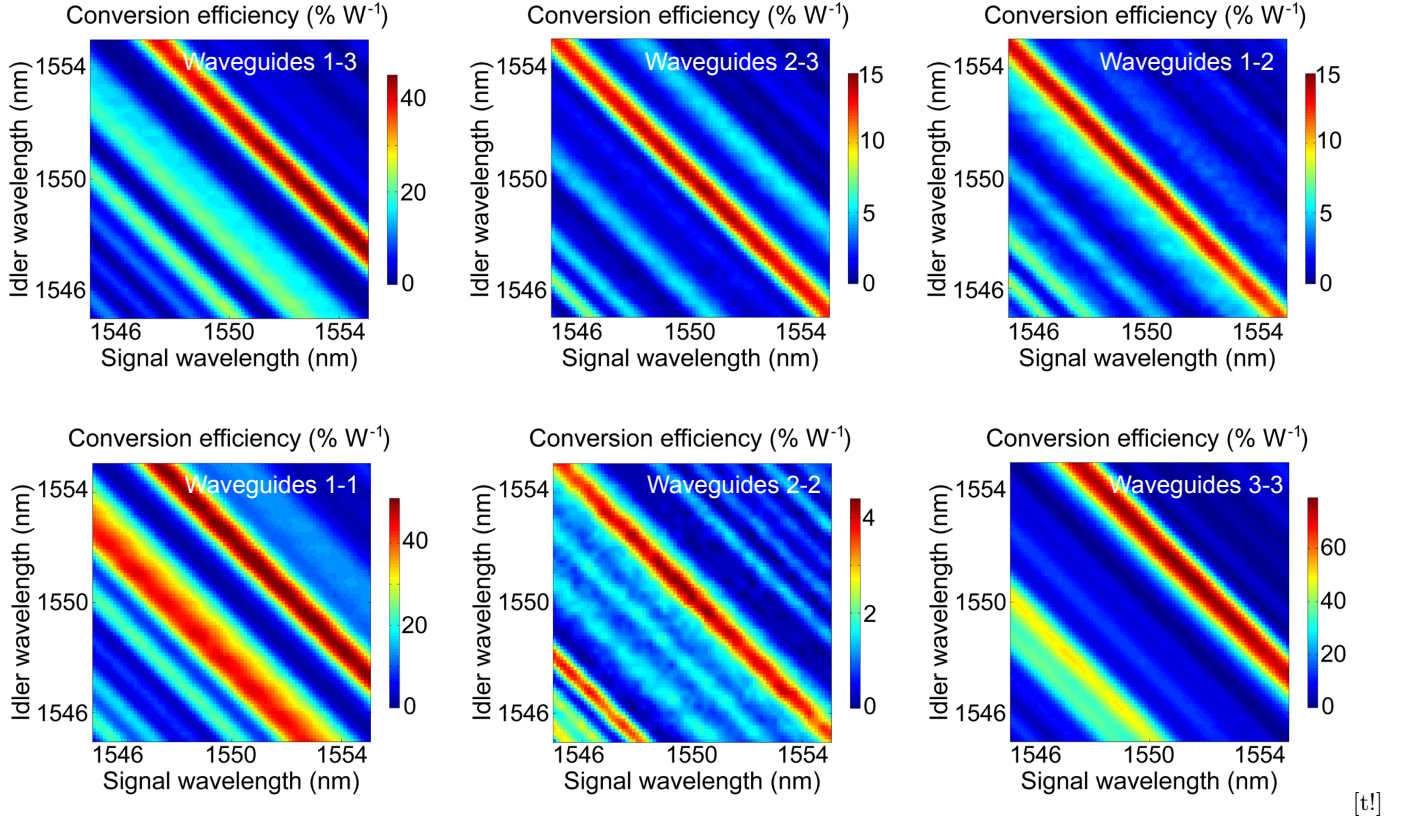 Conversion efficiency (% W-1)
Waveguides 1-3
Idler wavelength (nm)
1554
1550
1546
1546 1550 1554
Signal wavelength (nm)
40
20
0
Conversion efficiency (% W-1)
Waveguides 2-3
Idler wavelength (nm)
1554
1550
1546
1546 1550 1554
Signal wavelength (nm)
15
10
5
0
Conversion efficiency (% W-1)
Waveguides 1-2
Idler wavelength (nm)
1554
1550
1546
1546 1550 1554
Signal wavelength (nm)
15
10
5
0
Conversion efficiency (% W-1)
Waveguides 1-1
Idler wavelength (nm)
1554
1550
1546
1546 1550 1554
Signal wavelength (nm)
40
20
0
Conversion efficiency (% W-1)
Waveguides 2-2
Idler wavelength (nm)
1554
1550
1546
1546 1550 1554
Signal wavelength (nm)
4
2
0
Conversion efficiency (% W-1)
Waveguides 3-3
Idler wavelength (nm)
1554
1550
1546
1546 1550 1554
Signal wavelength (nm)
60
40
20
0
[t!]